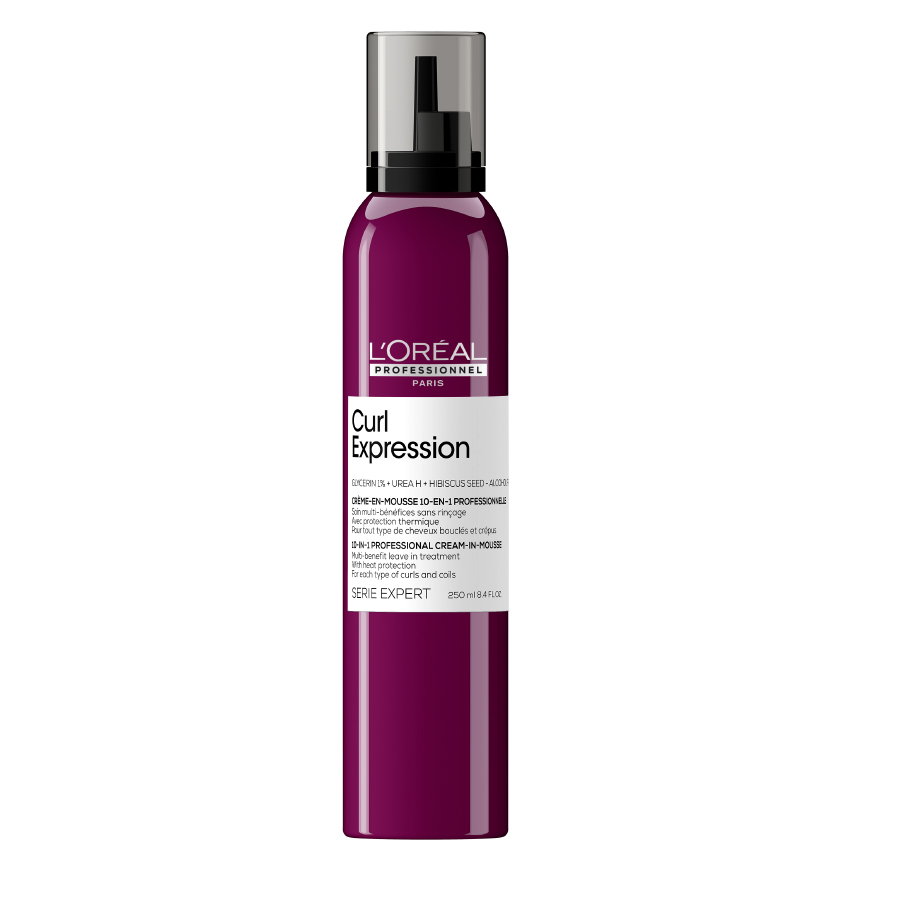 L'ORÉAL
PROFESSIONNEL
PARIS
Curl
Expression
GLYCERIN 1% + UREA H + HIBISCUS SEED -
CRÈME-EN-MOUSSE 10-EN-1 PROFESSIONNELLE
Soin multi-bénéfices sans rinçage
Avec protection thermique
Pour tout type de cheveux bouclés et crépus
10-IN-1 PROFESSIONAL CREAM-IN-MOUSSE
Multi-benefit leave in treatment
With heat protection
For each type of curls and coils
SERIE EXPERT 250 ml 8.4 FL.OZ